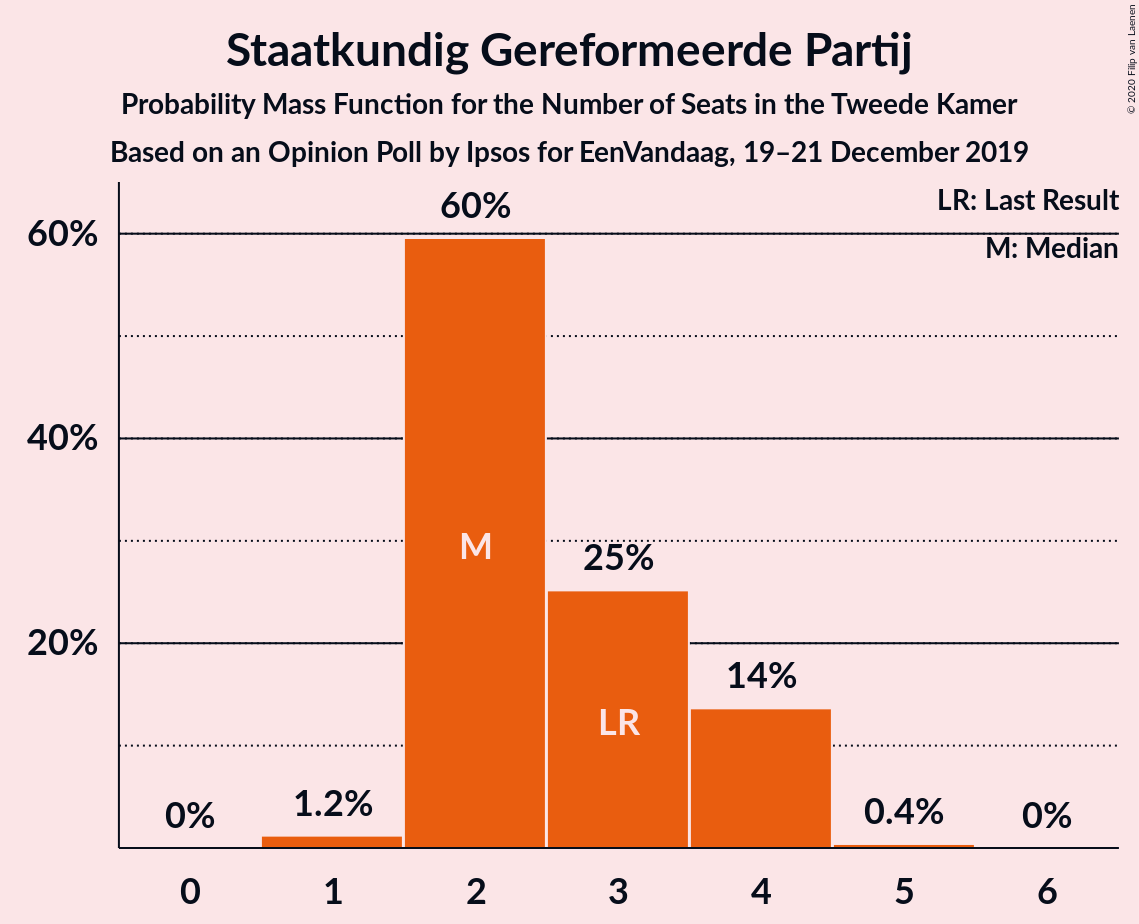 Staatkundig Gereformeerde Partij
Probability Mass Function for the Number of Seats in the Tweede Kamer
Based on an Opinion Poll by Ipsos for EenVandaag, 19–21 December 2019
© 2020 Filip van Laenen
LR: Last Result
M: Median
60%
40%
20%
0%
1.2%
60%
25%
14%
0.4%
0%
M
LR
0 1 2 3 4 5 6